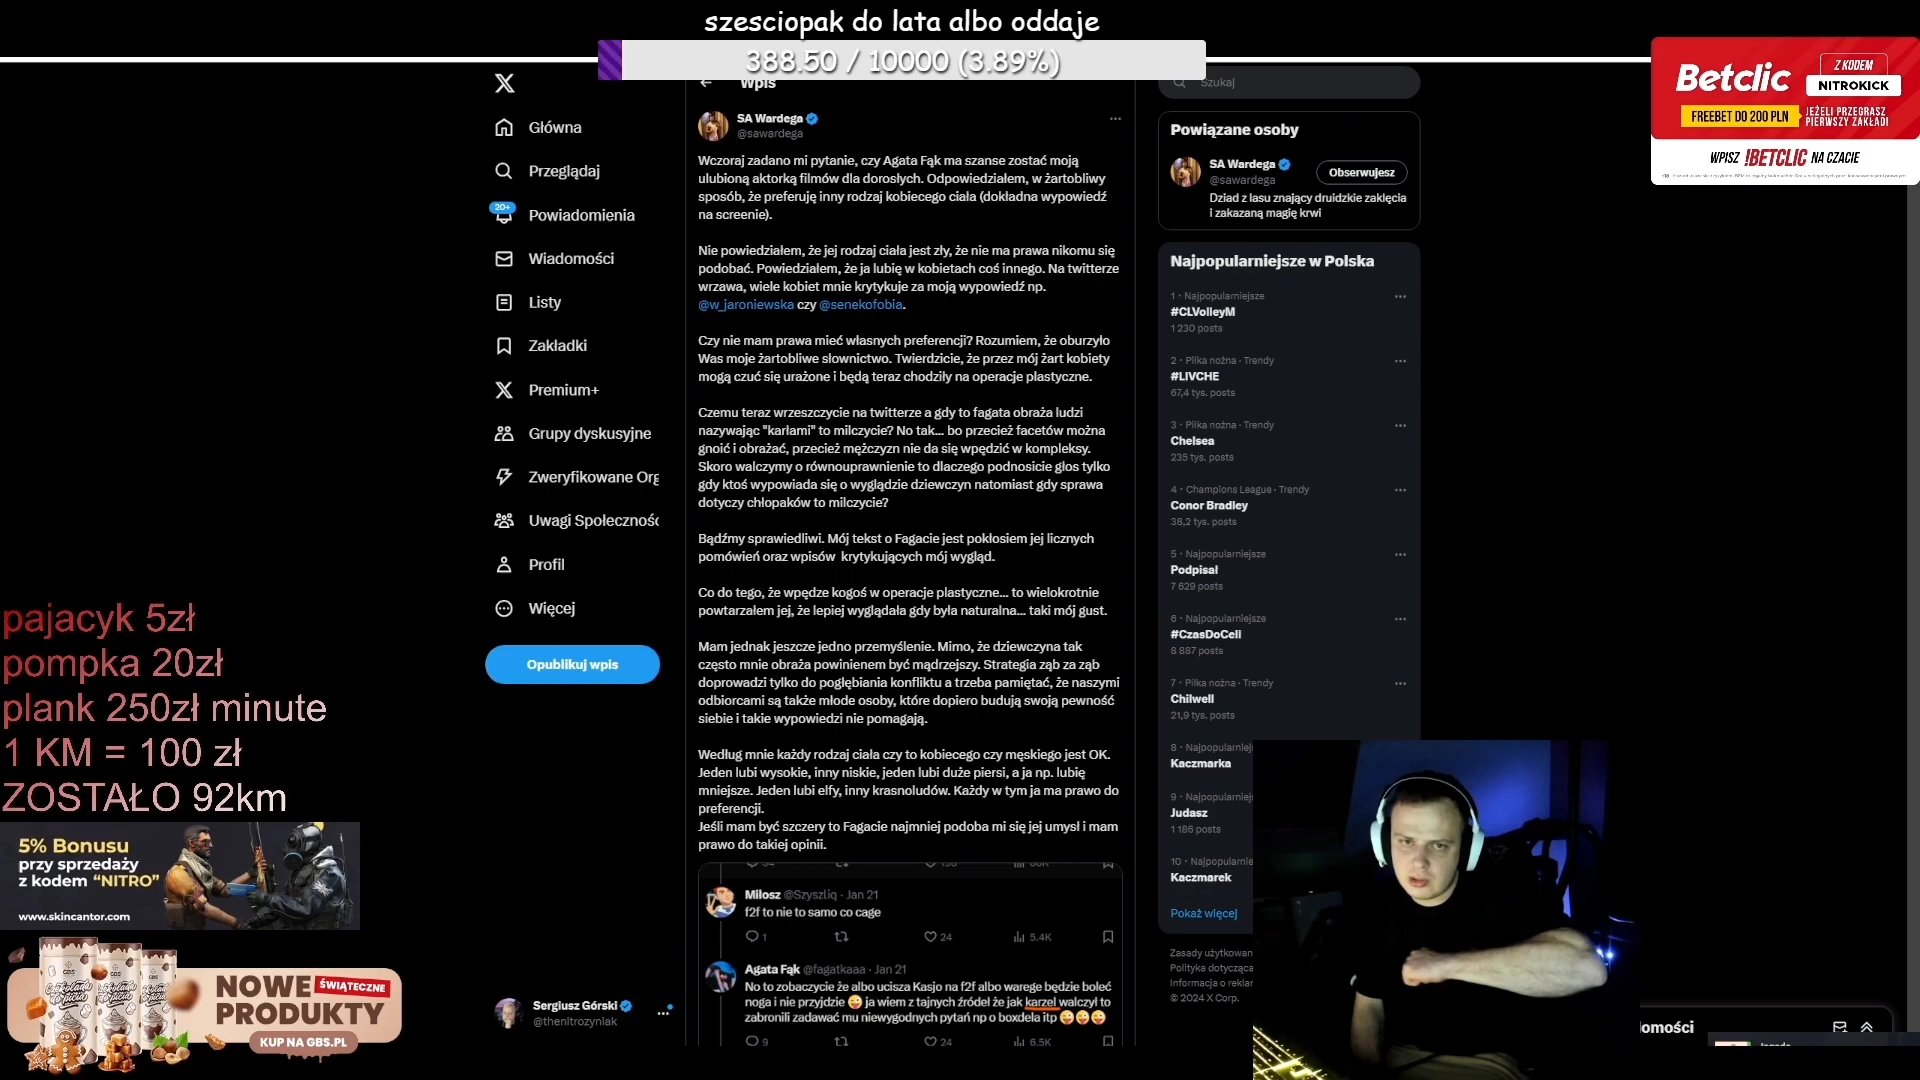 szesciopak do lata albo oddaje
388.50 / 10000 (3.89%)
Betclic
Z KODEM
NITROKICK
FREEBET DO 200 PLN
JEŻELI PRZEGRASZ
PIERWSZY ZAKŁAD!
WPISZ !BETCLIC NA CZACIE
Główna
Przeglądaj
20+
Powiadomienia
Wiadomości
Listy
Zakładki
Premium+
Grupy dyskusyjne
Zweryfikowane Org
Uwagi Społecznośc
Profil
Więcej
Opublikuj wpis
Sergiusz Górski
@thenitrozyniak
Wpis
SA Wardega
@sawardega
Wczoraj zadano mi pytanie, czy Agata Fąk ma szanse zostać moją
ulubioną aktorką filmów dla dorosłych. Odpowiedziałem, w żartobliwy
sposób, że preferuję inny rodzaj kobiecego ciała (dokładna wypowiedź
na screenie).
Nie powiedziałem, że jej rodzaj ciała jest zły, że nie ma prawa nikomu się
podobać. Powiedziałem, że ja lubię w kobietach coś innego. Na twitterze
wrzawa, wiele kobiet mnie krytykuje za moją wypowiedź np.
@w_jaroniewska czy @senekofobia.
Czy nie mam prawa mieć własnych preferencji? Rozumiem, że oburzyło
Was moje żartobliwe słownictwo. Twierdzicie, że przez mój żart kobiety
mogą czuć się urażone i będą teraz chodziły na operacje plastyczne.
Czemu teraz wrzeszczycie na twitterze a gdy to fagata obraża ludzi
nazywając "karłami" to milczycie? No tak... bo przecież facetów można
gnoić i obrażać, przecież mężczyzn nie da się wpędzić w kompleksy.
Skoro walczymy o równouprawnienie to dlaczego podnosicie głos tylko
gdy ktoś wypowiada się o wyglądzie dziewczyn natomiast gdy sprawa
dotyczy chłopaków to milczycie?
Bądźmy sprawiedliwi. Mój tekst o Fagacie jest pokłosiem jej licznych
pomówień oraz wpisów krytykujących mój wygląd.
Co do tego, że wpędze kogoś w operacje plastyczne... to wielokrotnie
powtarzałem jej, że lepiej wyglądała gdy była naturalna... taki mój gust.
Mam jednak jeszcze jedno przemyślenie. Mimo, że dziewczyna tak
często mnie obraża powinienem być mądrzejszy. Strategia ząb za ząb
doprowadzi tylko do pogłębiania konfliktu a trzeba pamiętać, że naszymi
odbiorcami są także młode osoby, które dopiero budują swoją pewność
siebie i takie wypowiedzi nie pomagają.
Według mnie każdy rodzaj ciała czy to kobiecego czy męskiego jest OK.
Jeden lubi wysokie, inny niskie, jeden lubi duże piersi, a ja np. lubię
mniejsze. Jeden lubi elfy, inny krasnoludów. Każdy w tym ja ma prawo do
preferencji.
Jeśli mam być szczery to Fagacie najmniej podoba mi się jej umysł i mam
prawo do takiej opinii.
Miłosz @Szyszliq · Jan 21
f2f to nie to samo co cage
1 24 5.4K
Agata Fąk @fagatkaaa · Jan 21
No to zobaczycie że albo ucisza Kasjo na f2f albo warege będzie boleć
noga i nie przyjdzie ja wiem z tajnych źródeł że jak karzel walczył to
zabronili zadawać mu niewygodnych pytań np o boxdela itp
9 24 6.5K
Szukaj
Powiązane osoby
SA Wardega
@sawardega
Obserwujesz
Dziad z lasu znający druidzkie zaklęcia
i zakazaną magię krwi
Najpopularniejsze w Polska
1 · Najpopularniejsze
#CLVolleyM
1 230 posts
2 · Piłka nożna · Trendy
#LIVCHE
67,4 tys. posts
3 · Piłka nożna · Trendy
Chelsea
235 tys. posts
4 · Champions League · Trendy
Conor Bradley
38,2 tys. posts
5 · Najpopularniejsze
Podpisał
7 629 posts
6 · Najpopularniejsze
#CzasDoCeli
8 887 posts
7 · Piłka nożna · Trendy
Chilwell
21,9 tys. posts
8 · Najpopularniejs
Kaczmarka
9 · Najpopularniejs
Judasz
1 186 posts
10 · Najpopularnie
Kaczmarek
Pokaż więcej
Zasady użytkowan
Polityka dotycząca
Informacja o reklar
© 2024 X Corp.
omości
pajacyk 5zł
pompka 20zł
plank 250zł minute
1 KM = 100 zł
ZOSTAŁO 92km
5% Bonusu
przy sprzedaży
z kodem "NITRO"
www.skincantor.com
GBS
Czekolada
do picia
NOWE
ŚWIĄTECZNE
PRODUKTY
KUP NA GBS.PL